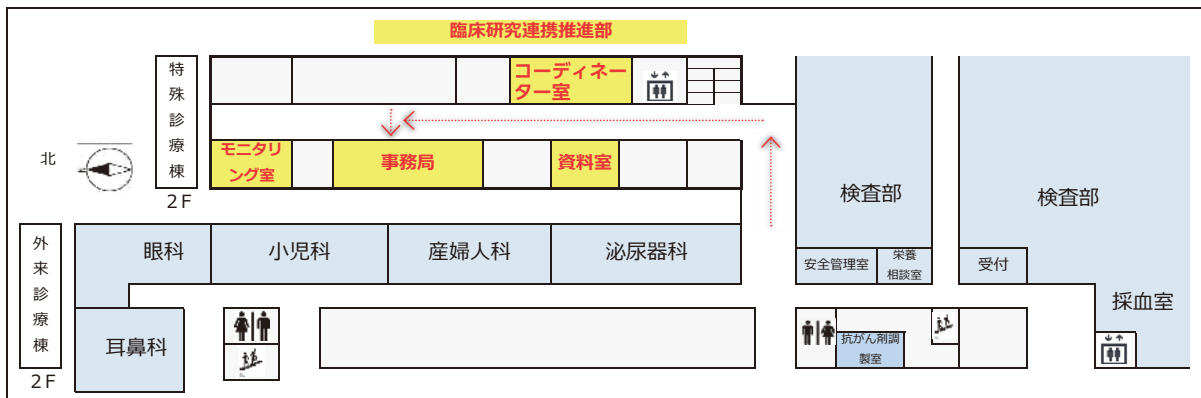 臨床研究連携推進部
特殊診療棟
2F
コーディネー
ター室
北
モニタリ
ング室
事務局
資料室
検査部
検査部
外来診療棟
2F
眼科
小児科
産婦人科
泌尿器科
安全管理室
栄養
相談室
受付
採血室
耳鼻科
抗がん剤調
製室